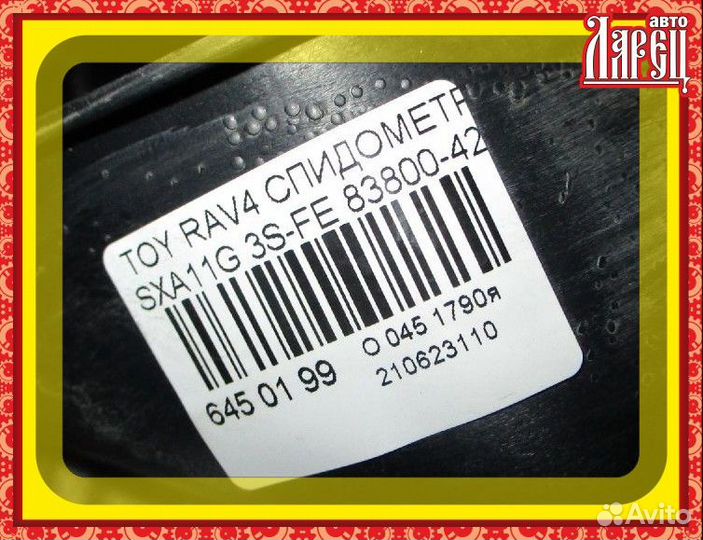 авто
Ларец
TOY RAV4 СПИДОМЕТР
SXA11G 3S-FE 83800-42
645 01 99
O 045 1790я
210623110
Avito